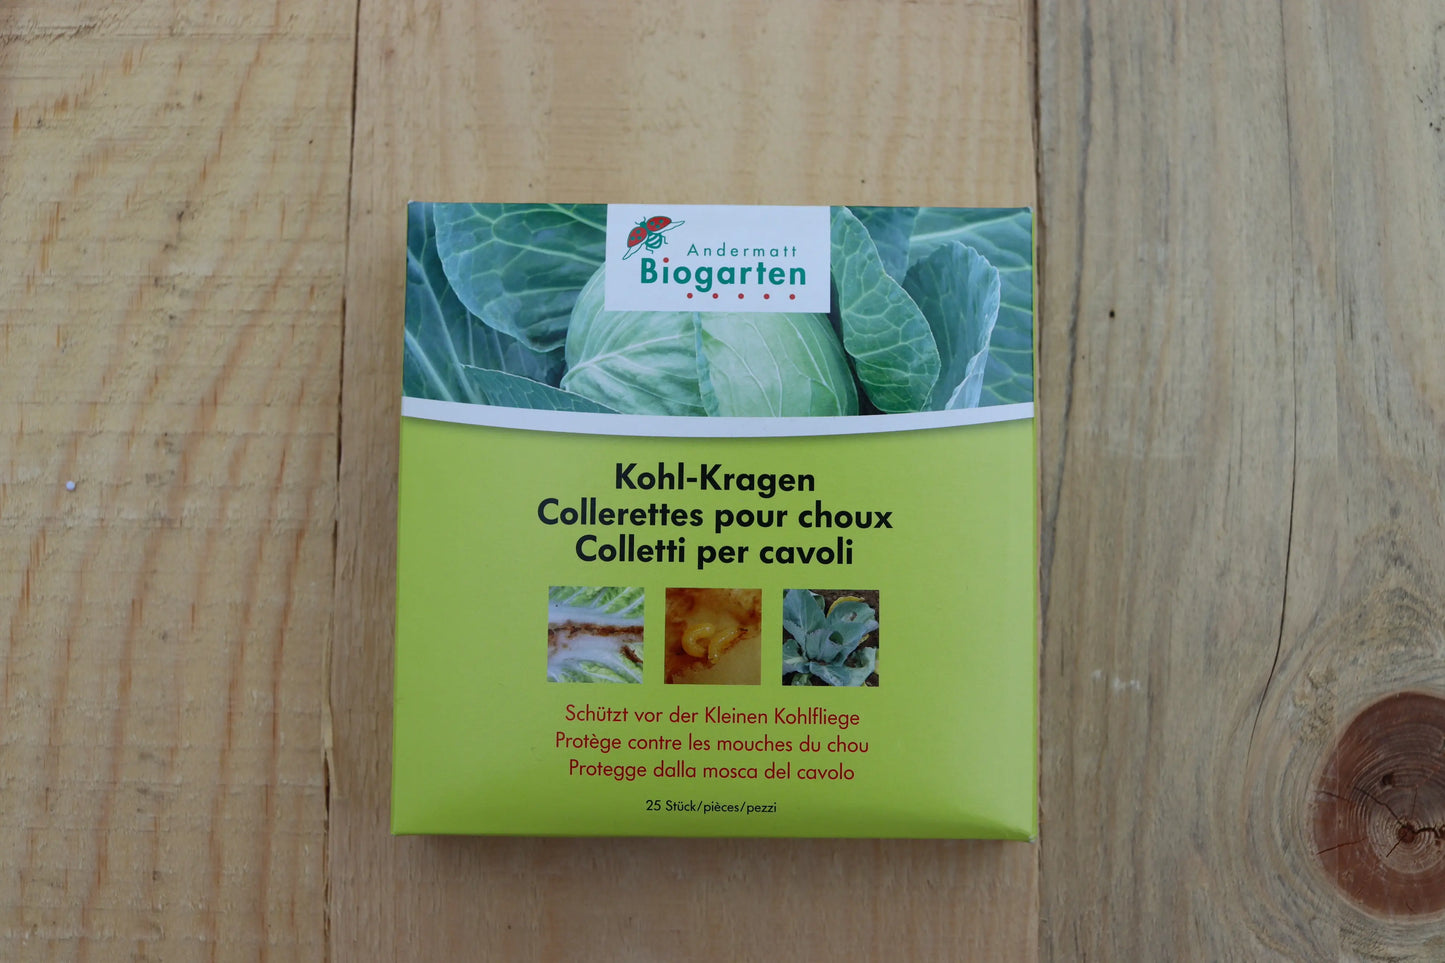 Andermatt
Biogarten
Kohl-Kragen
Collerettes pour choux
Colletti per cavoli
Schützt vor der Kleinen Kohlfliege
Protège contre les mouches du chou
Protegge dalla mosca del cavolo
25 Stück/pièces/pezzi